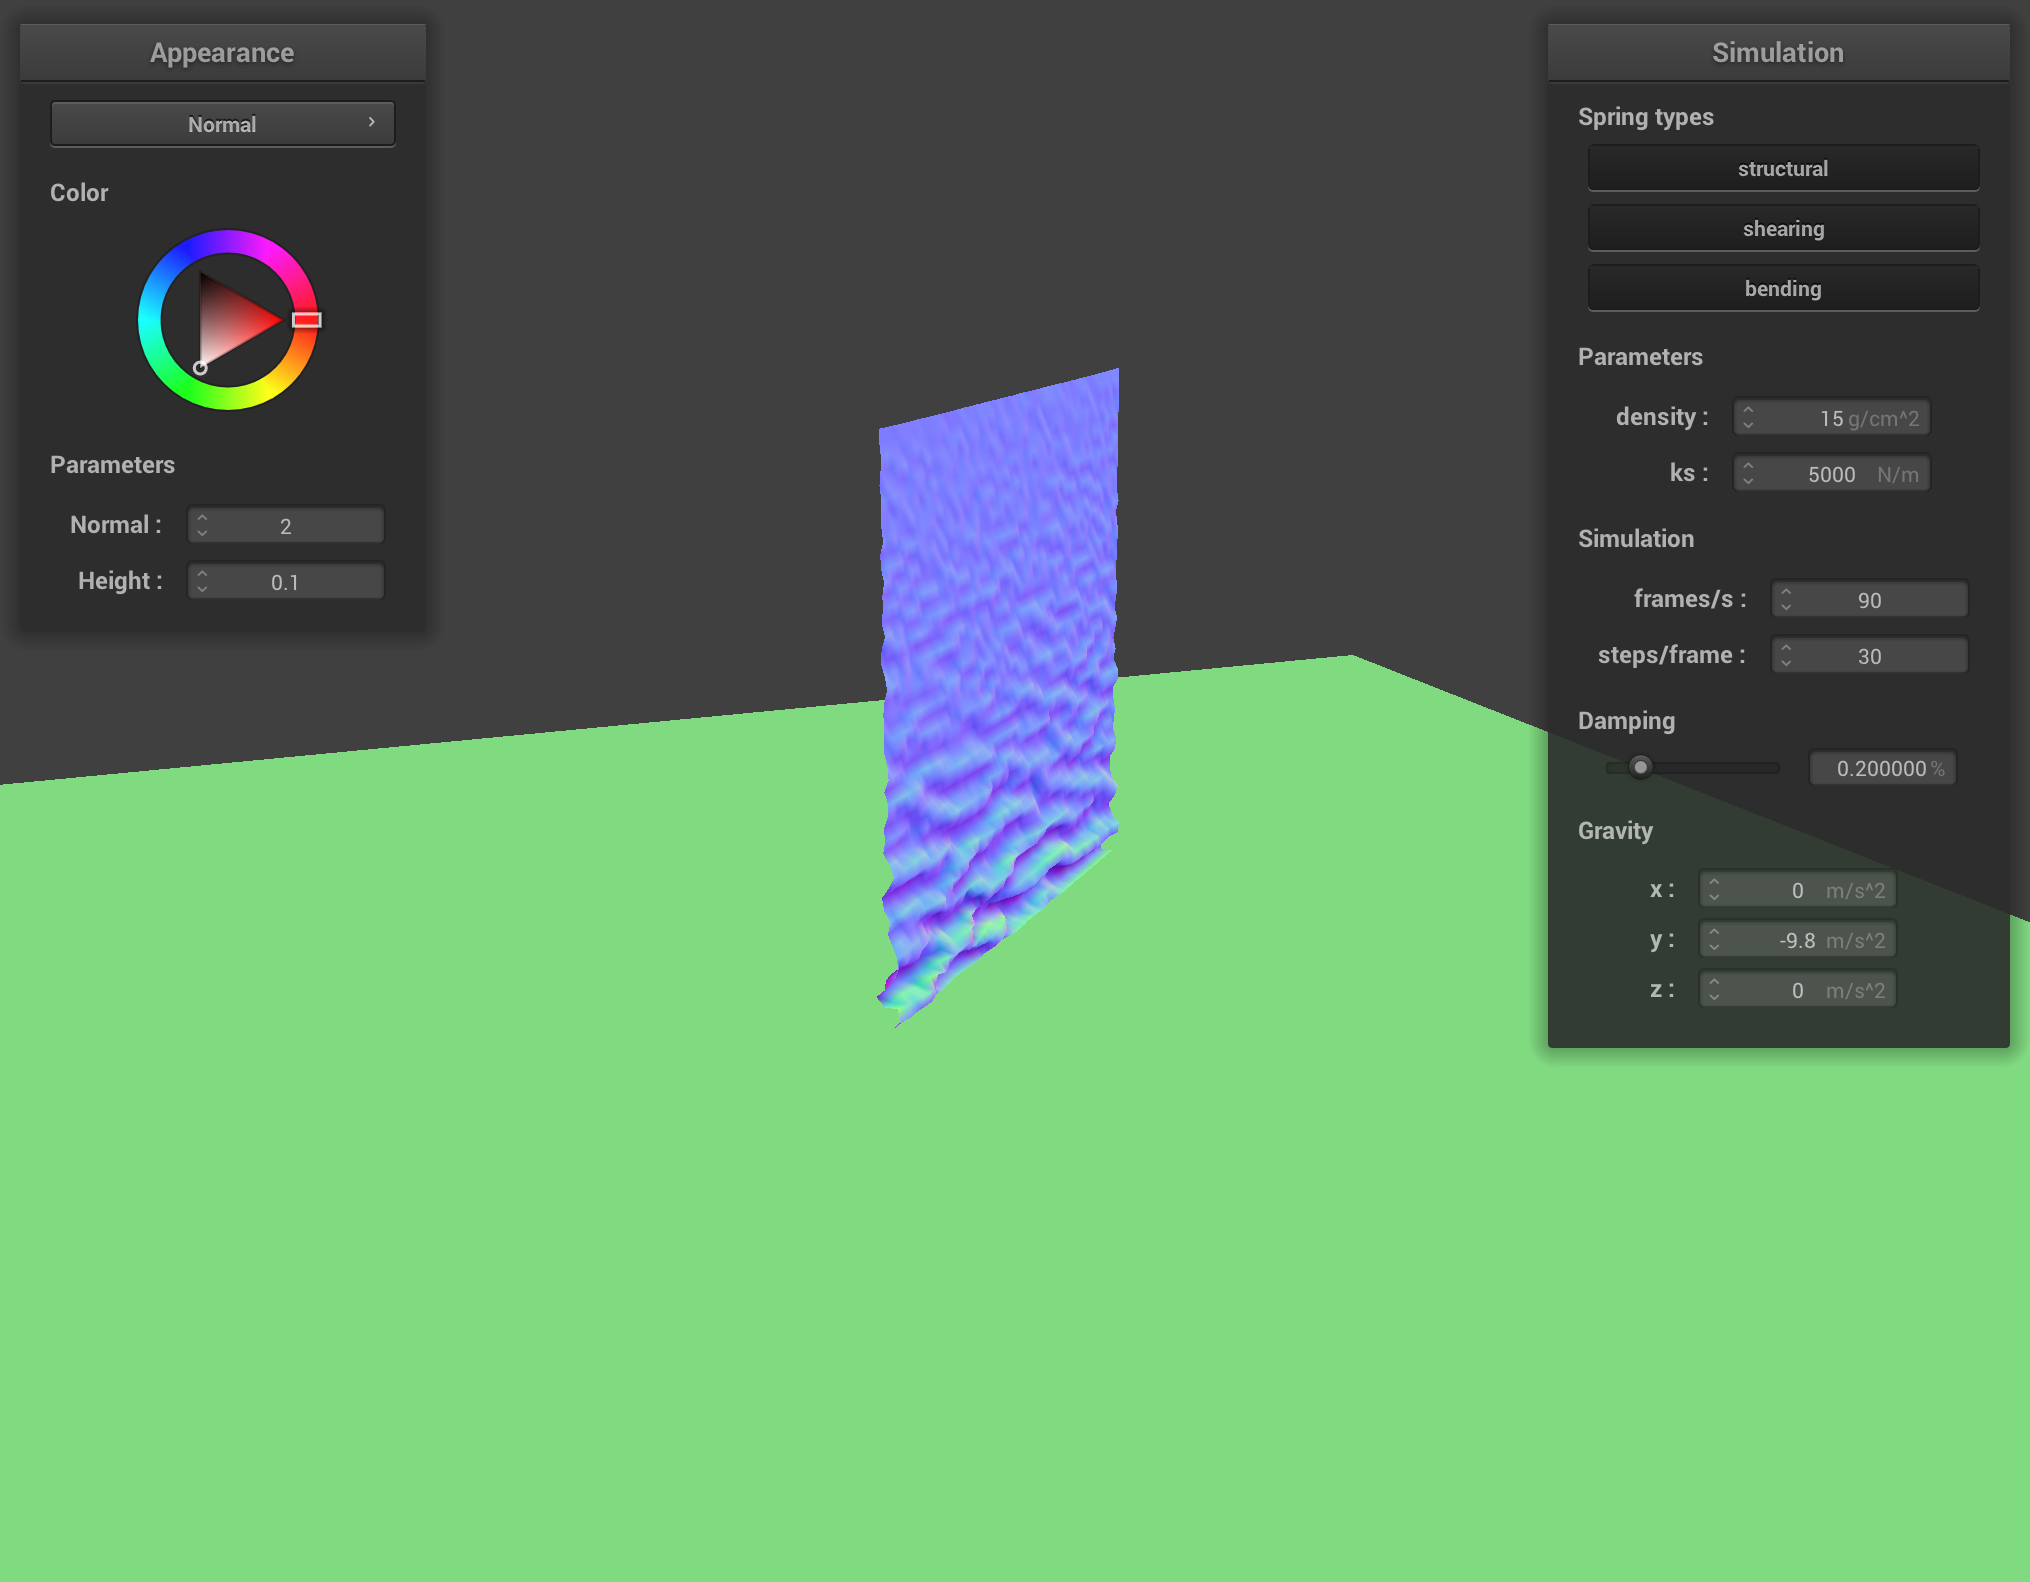 Appearance
Normal
Color
Parameters
Normal : 2
Height : 0.1
Simulation
Spring types
structural
shearing
bending
Parameters
density : 15 g/cm^2
ks : 5000 N/m
Simulation
frames/s : 90
steps/frame : 30
Damping
0.200000 %
Gravity
x : 0 m/s^2
y : -9.8 m/s^2
z : 0 m/s^2